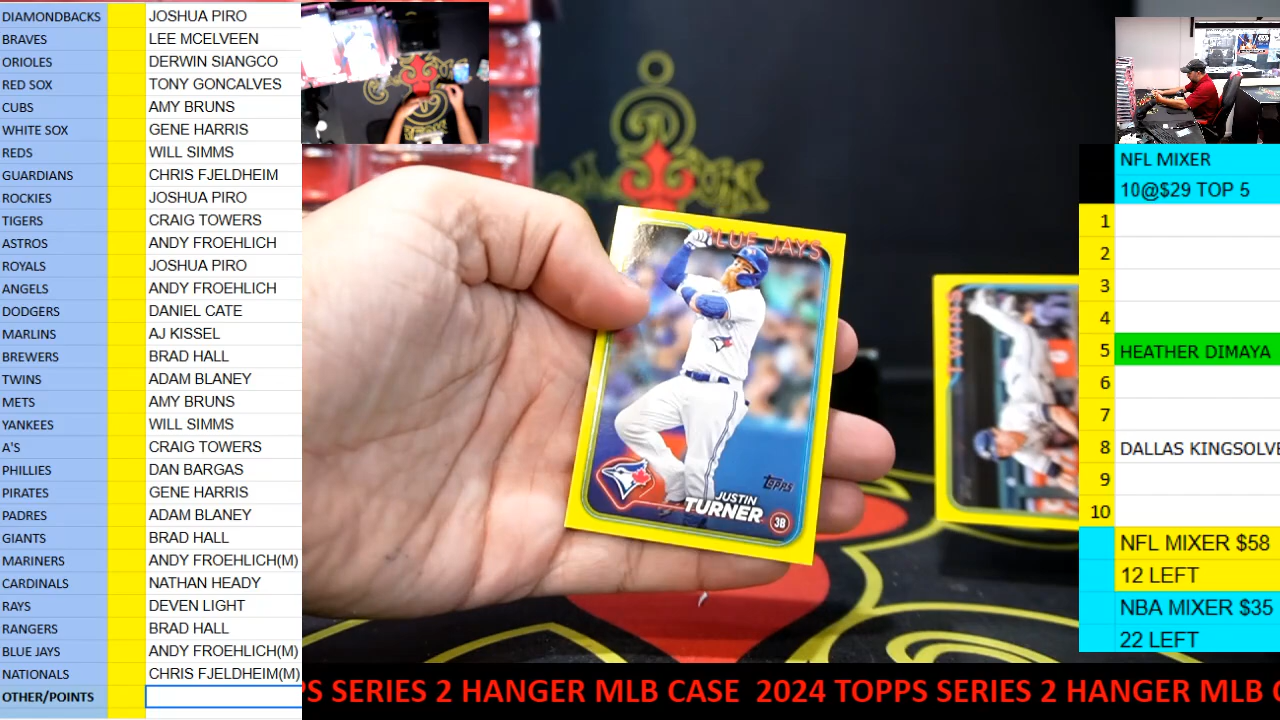 DIAMONDBACKS JOSHUA PIRO
BRAVES LEE MCELVEEN
ORIOLES DERWIN SIANGCO
RED SOX TONY GONCALVES
CUBS AMY BRUNS
WHITE SOX GENE HARRIS
REDS WILL SIMMS
GUARDIANS CHRIS FJELDHEIM
ROCKIES JOSHUA PIRO
TIGERS CRAIG TOWERS
ASTROS ANDY FROEHLICH
ROYALS JOSHUA PIRO
ANGELS ANDY FROEHLICH
DODGERS DANIEL CATE
MARLINS AJ KISSEL
BREWERS BRAD HALL
TWINS ADAM BLANEY
METS AMY BRUNS
YANKEES WILL SIMMS
A'S CRAIG TOWERS
PHILLIES DAN BARGAS
PIRATES GENE HARRIS
PADRES ADAM BLANEY
GIANTS BRAD HALL
MARINERS ANDY FROEHLICH(M)
CARDINALS NATHAN HEADY
RAYS DEVEN LIGHT
RANGERS BRAD HALL
BLUE JAYS ANDY FROEHLICH(M)
NATIONALS CHRIS FJELDHEIM(M)
OTHER/POINTS
BLUE JAYS
TOPPS
JUSTIN
TURNER 3B
TWINS
NFL MIXER
10@$29 TOP 5
1
2
3
4
5 HEATHER DIMAYA
6
7
8 DALLAS KINGSOLVE
9
10
NFL MIXER $58
12 LEFT
NBA MIXER $35
22 LEFT
PS SERIES 2 HANGER MLB CASE 2024 TOPPS SERIES 2 HANGER MLB C